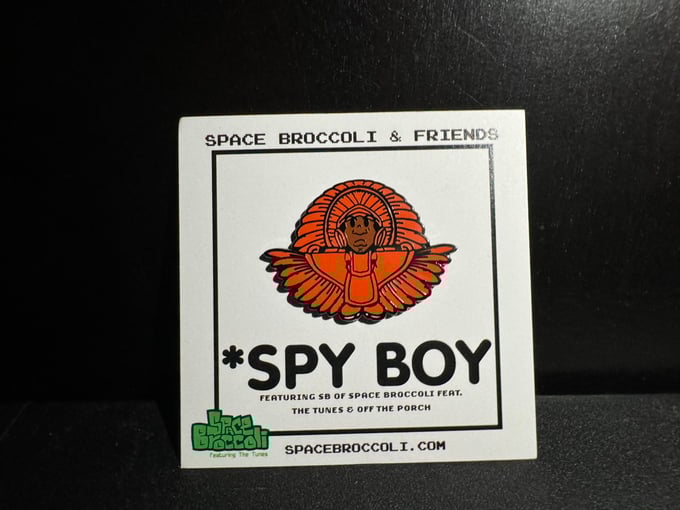 SPACE BROCCOLI & FRIENDS
*SPY BOY
FEATURING SB OF SPACE BROCCOLI FEAT.
THE TUNES & OFF THE PORCH
SPACE
BROCCOLI
Featuring The Tunes
SPACEBROCCOLI.COM